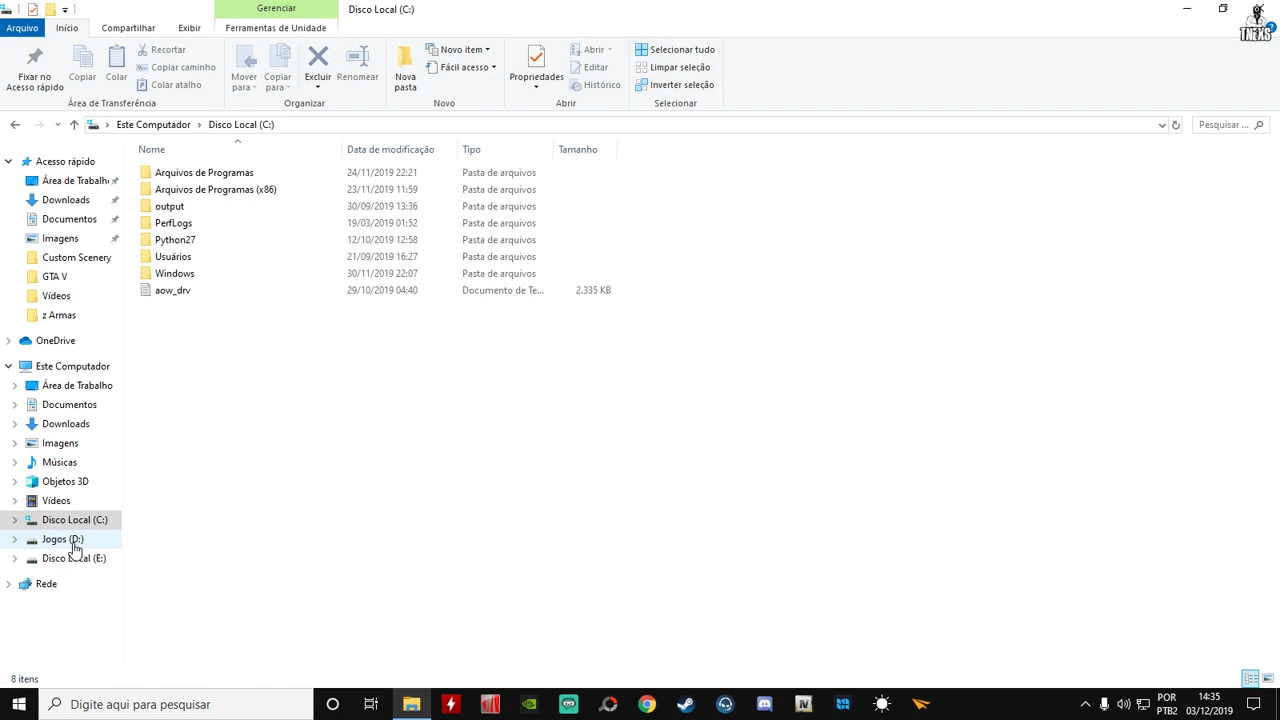 Gerenciar
Disco Local (C:)
Arquivo
Início
Compartilhar
Exibir
Ferramentas de Unidade
Fixar no Acesso rápido
Copiar
Colar
Recortar
Copiar caminho
Colar atalho
Área de Transferência
Mover para
Copiar para
Excluir
Renomear
Organizar
Nova pasta
Novo item
Fácil acesso
Novo
Propriedades
Abrir
Editar
Histórico
Abrir
Selecionar tudo
Limpar seleção
Inverter seleção
Selecionar
TNEKS
Este Computador > Disco Local (C:)
Pesquisar ...
Nome Data de modificação Tipo Tamanho
Arquivos de Programas 24/11/2019 22:21 Pasta de arquivos
Arquivos de Programas (x86) 23/11/2019 11:59 Pasta de arquivos
output 30/09/2019 13:36 Pasta de arquivos
PerfLogs 19/03/2019 01:52 Pasta de arquivos
Python27 12/10/2019 12:58 Pasta de arquivos
Usuários 21/09/2019 16:27 Pasta de arquivos
Windows 30/11/2019 22:07 Pasta de arquivos
aow_drv 29/10/2019 04:40 Documento de Te... 2.335 KB
Acesso rápido
Área de Trabalh
Downloads
Documentos
Imagens
Custom Scenery
GTA V
Vídeos
z Armas
OneDrive
Este Computador
Área de Trabalho
Documentos
Downloads
Imagens
Músicas
Objetos 3D
Vídeos
Disco Local (C:)
Jogos (D:)
Disco Local (E:)
Rede
8 itens
Digite aqui para pesquisar
POR
PTB2
14:35
03/12/2019